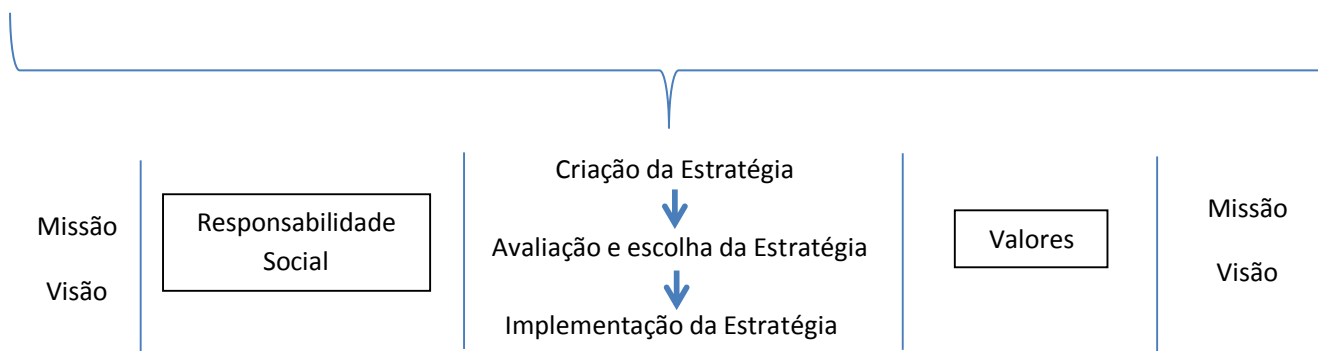 Missão
Visão
Responsabilidade
Social
Criação da Estratégia
Avaliação e escolha da Estratégia
Implementação da Estratégia
Valores
Missão
Visão